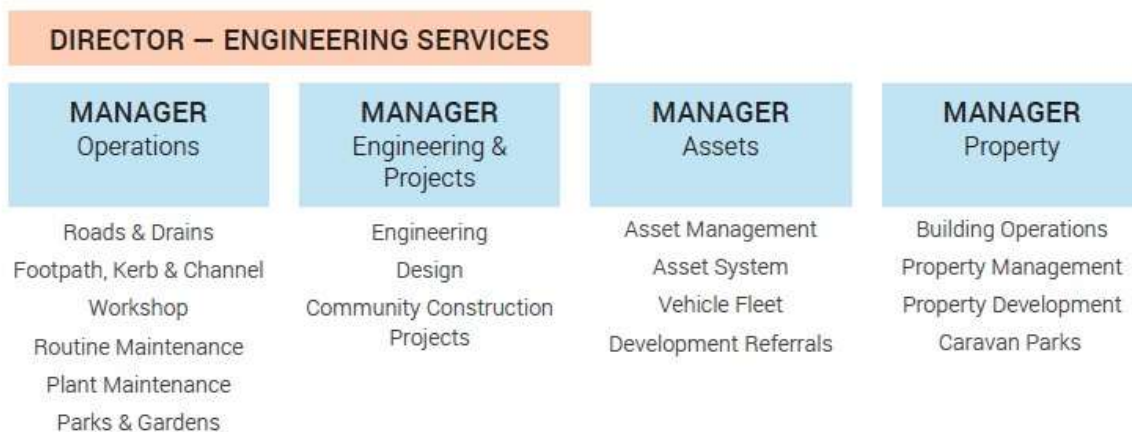 DIRECTOR — ENGINEERING SERVICES
MANAGER
Operations
Roads & Drains
Footpath, Kerb & Channel
Workshop
Routine Maintenance
Plant Maintenance
Parks & Gardens
MANAGER
Engineering &
Projects
Engineering
Design
Community Construction
Projects
MANAGER
Assets
Asset Management
Asset System
Vehicle Fleet
Development Referrals
MANAGER
Property
Building Operations
Property Management
Property Development
Caravan Parks